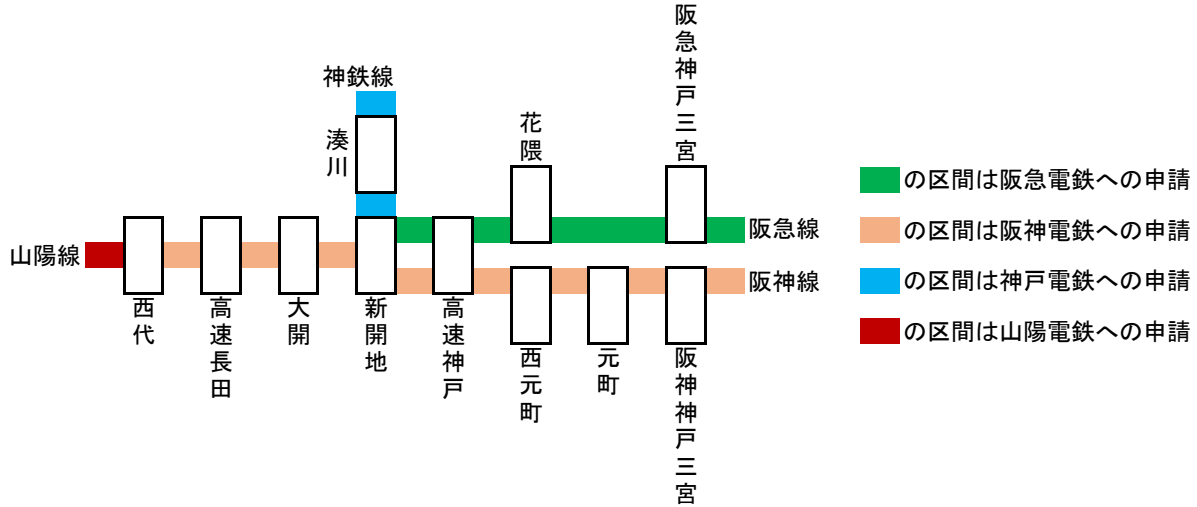 阪急神戸三宮
神鉄線
湊川
花隈
の区間は阪急電鉄への申請
阪急線
の区間は阪神電鉄への申請
山陽線
阪神線
の区間は神戸電鉄への申請
西代
高速長田
大開
新開地
高速神戸
の区間は山陽電鉄への申請
西元町
元町
阪神神戸三宮